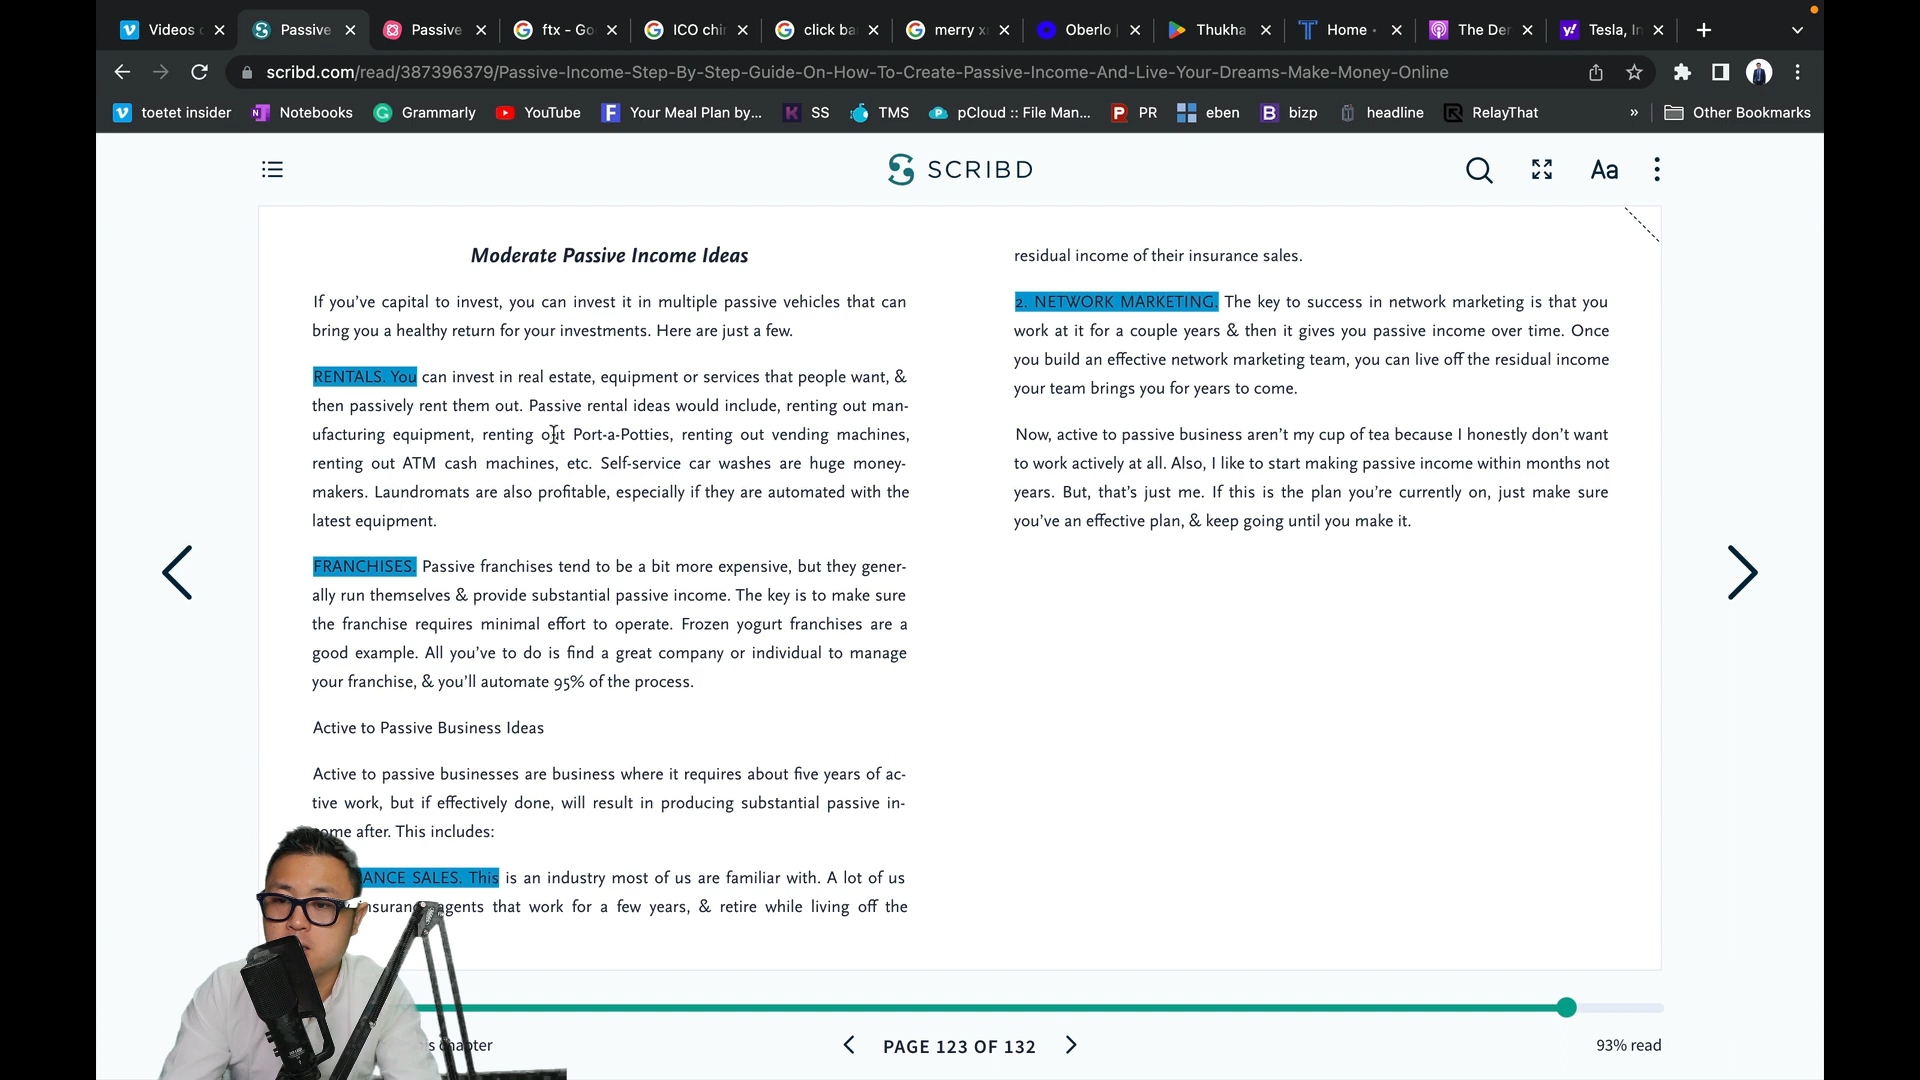 Videos
Passive
Passive
ftx - Go
ICO chi
click ba
merry x
Oberlo
Thukha
Home
The Der
Tesla, In
scribd.com/read/387396379/Passive-Income-Step-By-Step-Guide-On-How-To-Create-Passive-Income-And-Live-Your-Dreams-Make-Money-Online
toetet insider
Notebooks
Grammarly
YouTube
Your Meal Plan by...
SS
TMS
pCloud :: File Man...
PR
eben
bizp
headline
RelayThat
»
Other Bookmarks
SCRIBD
Aa
Moderate Passive Income Ideas
If you’ve capital to invest, you can invest it in multiple passive vehicles that can
bring you a healthy return for your investments. Here are just a few.
RENTALS. You can invest in real estate, equipment or services that people want, &
then passively rent them out. Passive rental ideas would include, renting out man-
ufacturing equipment, renting out Port-a-Potties, renting out vending machines,
renting out ATM cash machines, etc. Self-service car washes are huge money-
makers. Laundromats are also profitable, especially if they are automated with the
latest equipment.
FRANCHISES. Passive franchises tend to be a bit more expensive, but they gener-
ally run themselves & provide substantial passive income. The key is to make sure
the franchise requires minimal effort to operate. Frozen yogurt franchises are a
good example. All you’ve to do is find a great company or individual to manage
your franchise, & you’ll automate 95% of the process.
Active to Passive Business Ideas
Active to passive businesses are business where it requires about five years of ac-
tive work, but if effectively done, will result in producing substantial passive in-
come after. This includes:
ANCE SALES. This is an industry most of us are familiar with. A lot of us
insurance agents that work for a few years, & retire while living off the
residual income of their insurance sales.
2. NETWORK MARKETING. The key to success in network marketing is that you
work at it for a couple years & then it gives you passive income over time. Once
you build an effective network marketing team, you can live off the residual income
your team brings you for years to come.
Now, active to passive business aren’t my cup of tea because I honestly don’t want
to work actively at all. Also, I like to start making passive income within months not
years. But, that’s just me. If this is the plan you’re currently on, just make sure
you’ve an effective plan, & keep going until you make it.
s chapter
PAGE 123 OF 132
93% read